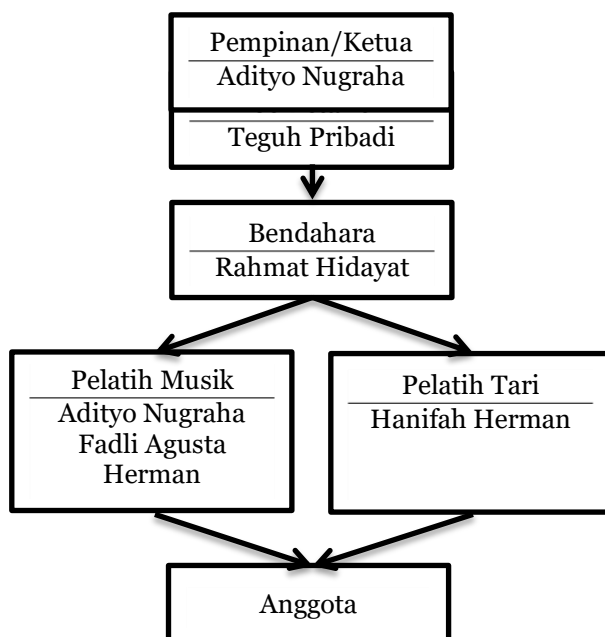 Pempinan/Ketua
Adityo Nugraha
Teguh Pribadi
Bendahara
Rahmat Hidayat
Pelatih Musik
Adityo Nugraha
Fadli Agusta
Herman
Pelatih Tari
Hanifah Herman
Anggota